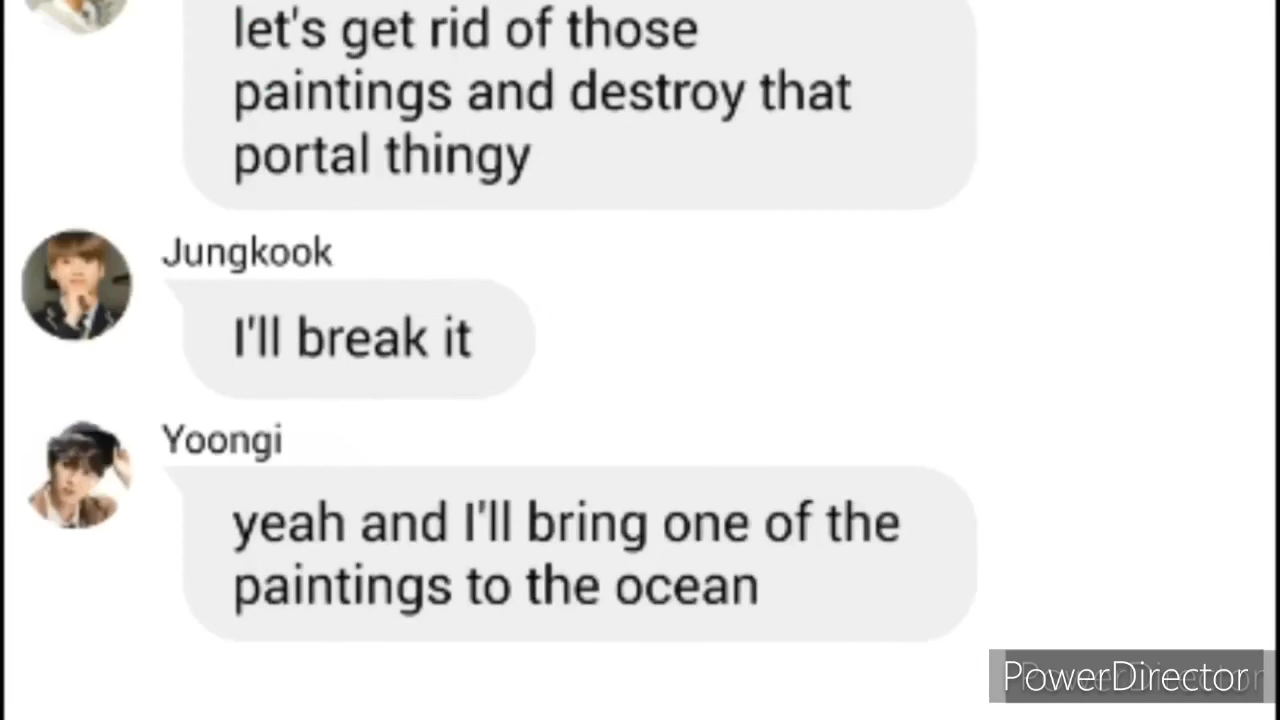 let's get rid of those
paintings and destroy that
portal thingy
Jungkook
I'll break it
Yoongi
yeah and I'll bring one of the
paintings to the ocean
PowerDirector